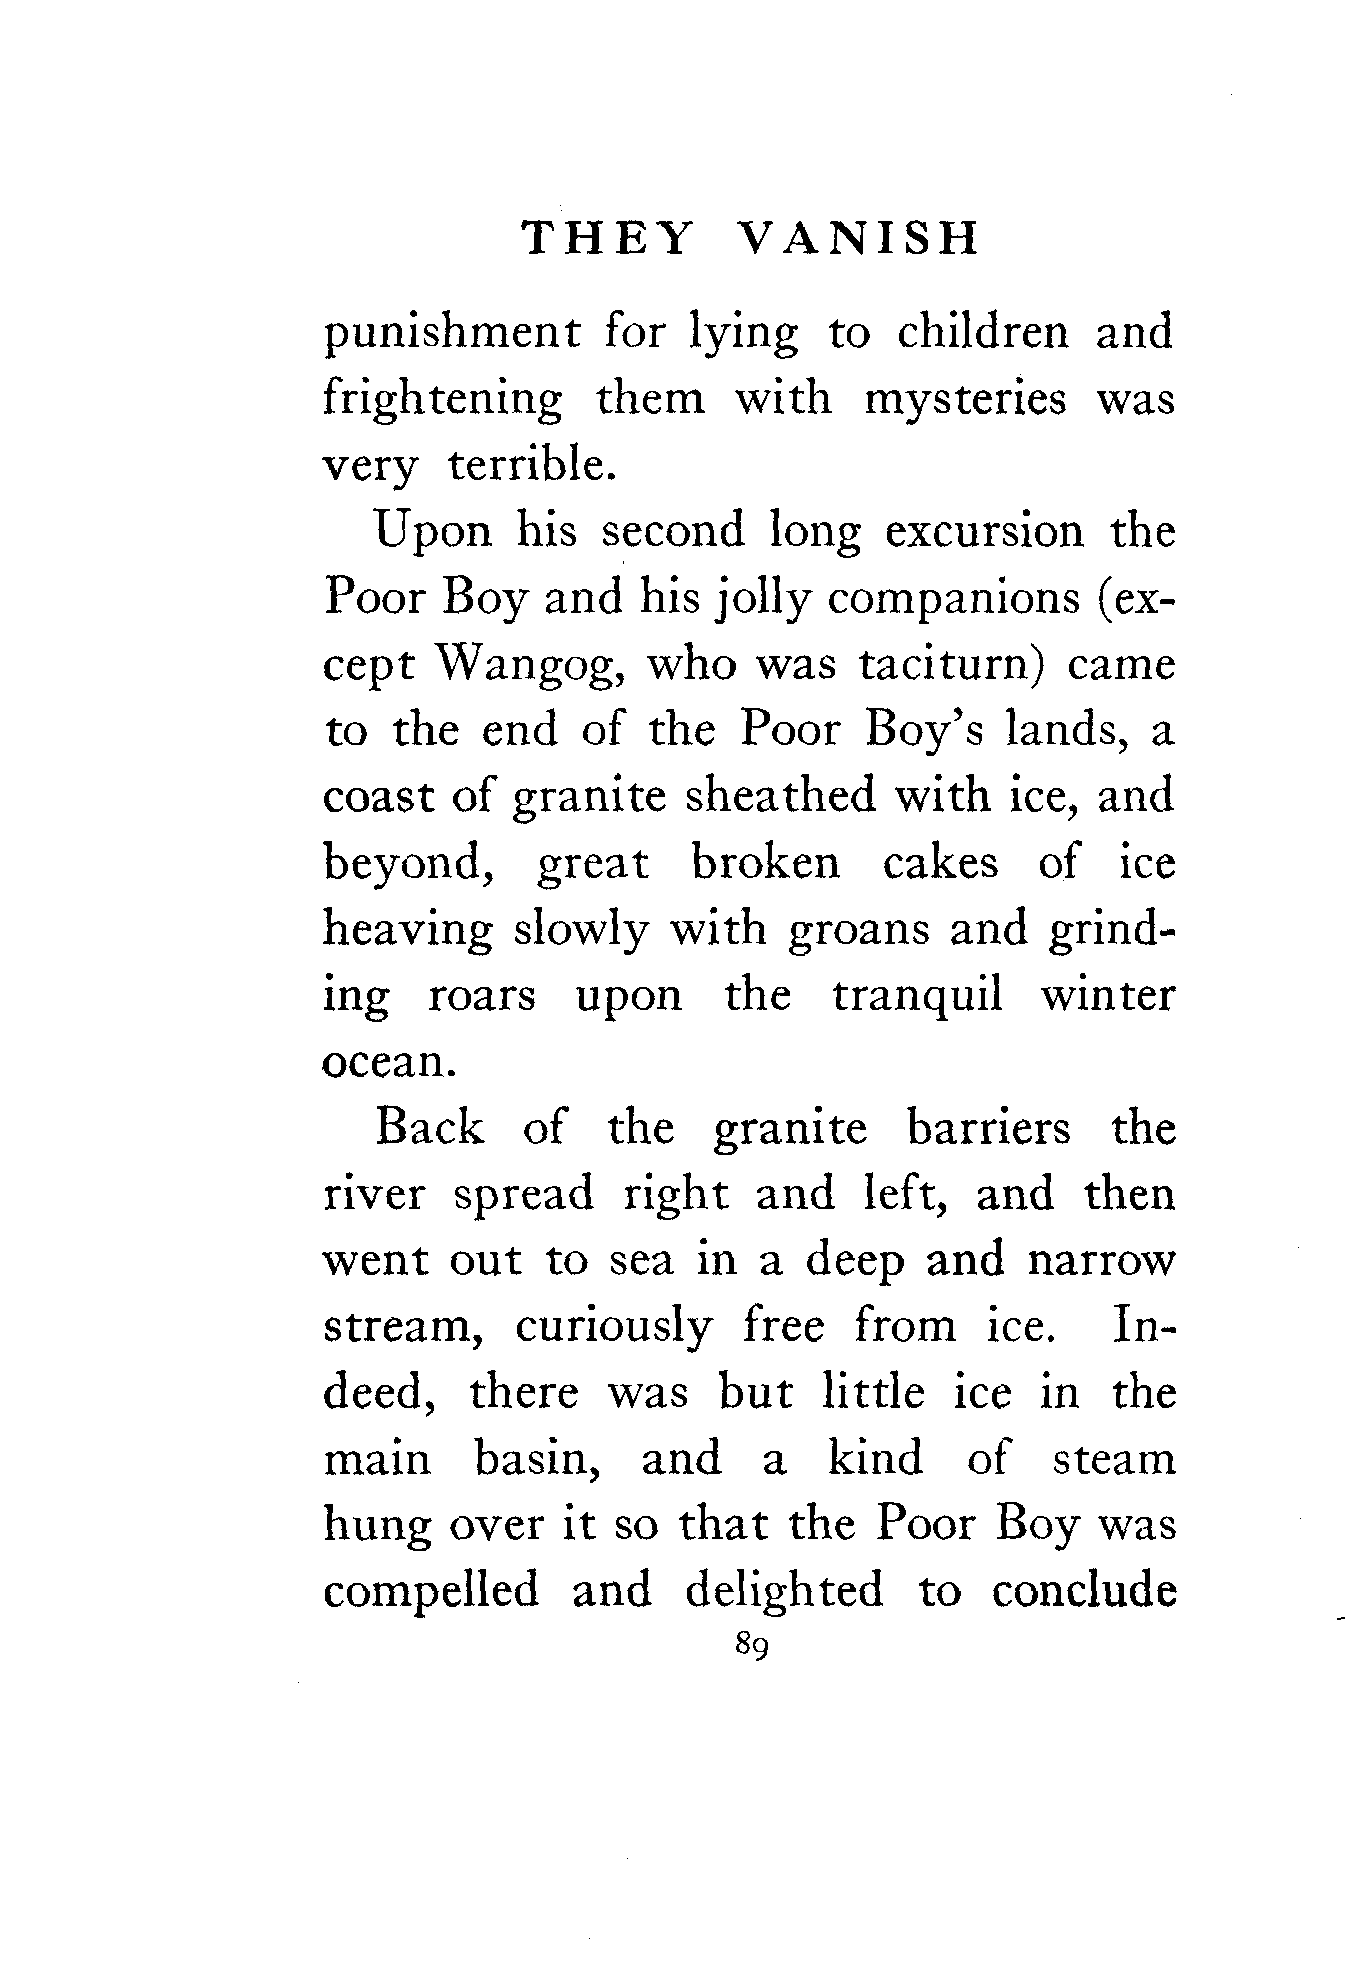 THEY VANISH
punishment for lying to children and
frightening them with mysteries was
very terrible.
Upon his second long excursion the
Poor Boy and his jolly companions (ex-
cept Wangog, who was taciturn) came
to the end of the Poor Boy's lands, a
coast of granite sheathed with ice, and
beyond, great broken cakes of ice
heaving slowly with groans and grind-
ing roars upon the tranquil winter
ocean.
Back of the granite barriers the
river spread right and left, and then
went out to sea in a deep and narrow
stream, curiously free from ice. In-
deed, there was but little ice in the
main basin, and a kind of steam
hung over it so that the Poor Boy was
compelled and delighted to conclude
89